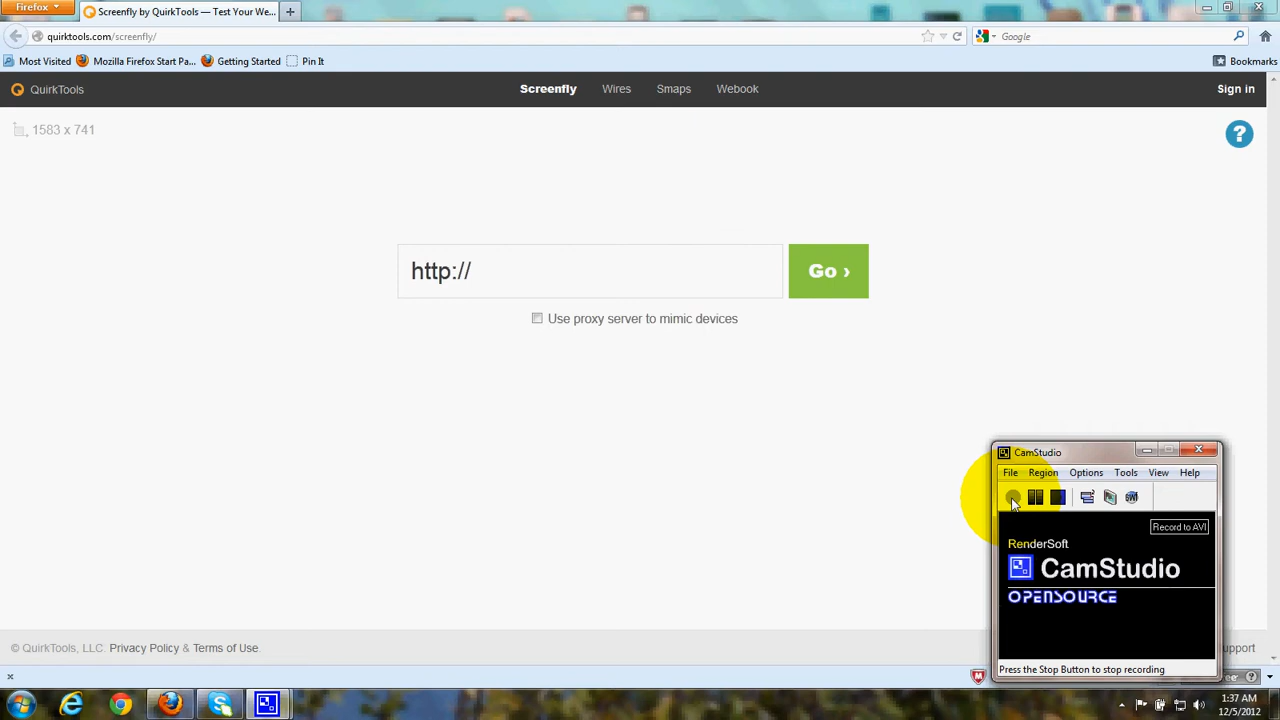 Firefox
Screenfly by QuirkTools — Test Your We...
quirktools.com/screenfly/
Google
Most Visited
Mozilla Firefox Start Pa...
Getting Started
Pin It
Bookmarks
QuirkTools
Screenfly
Wires
Smaps
Webook
Sign in
1583 x 741
?
http://
Go ›
Use proxy server to mimic devices
CamStudio
File Region Options Tools View Help
Record to AVI
RenderSoft
CamStudio
OPENSOURCE
Press the Stop Button to stop recording
© QuirkTools, LLC. Privacy Policy & Terms of Use.
1:37 AM
12/5/2012